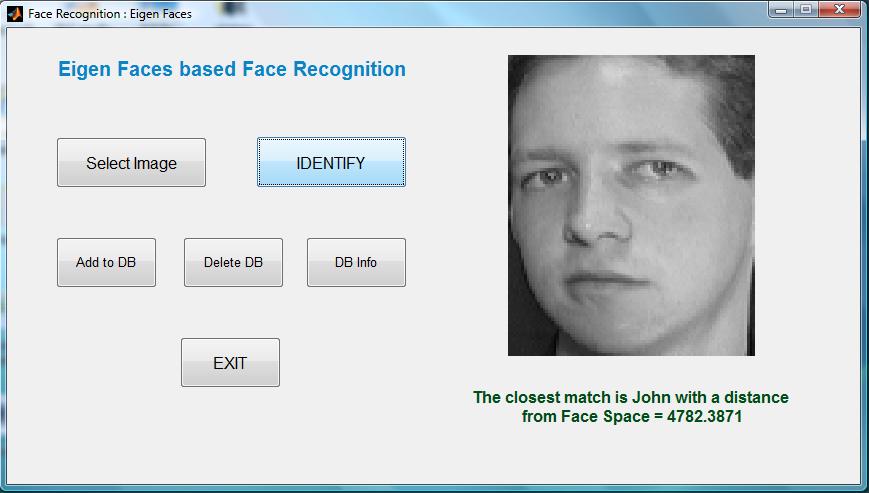 Face Recognition : Eigen Faces
Eigen Faces based Face Recognition
Select Image
IDENTIFY
Add to DB
Delete DB
DB Info
EXIT
The closest match is John with a distance
from Face Space = 4782.3871